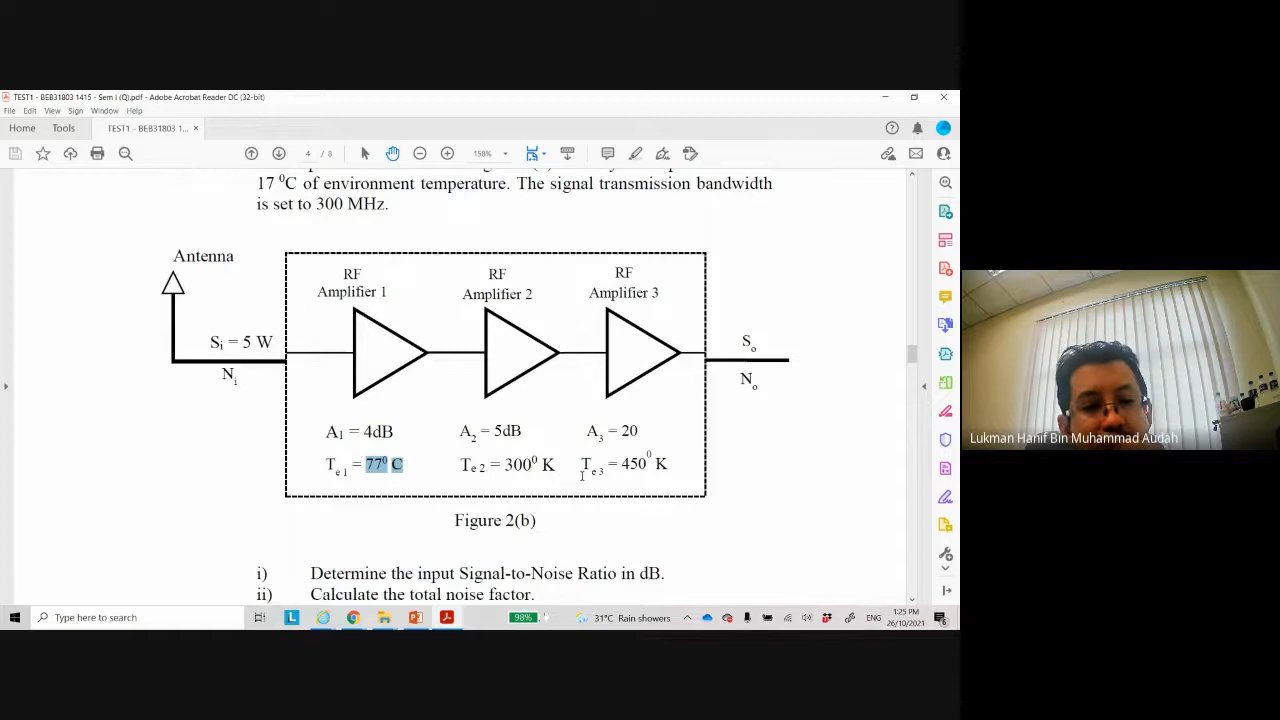 TEST1 - BEB31803 1415 - Sem i (Q).pdf - Adobe Acrobat Reader DC (32-bit)
File Edit View Sign Window Help
Home Tools TEST1 - BEB31803 1... ×
4 / 8 158%
17 ⁰C of environment temperature. The signal transmission bandwidth
is set to 300 MHz.
Antenna
RF RF RF
Amplifier 1 Amplifier 2 Amplifier 3
Sᵢ = 5 W Sₒ
Nᵢ Nₒ
A₁ = 4dB A₂ = 5dB A₃ = 20
Tₑ₁ = 77⁰ C Tₑ₂ = 300⁰ K Tₑ₃ = 450⁰ K
Figure 2(b)
i) Determine the input Signal-to-Noise Ratio in dB.
ii) Calculate the total noise factor.
Lukman Hanif Bin Muhammad Audah
Type here to search L 98% 31°C Rain showers ENG 1:25 PM
26/10/2021 6